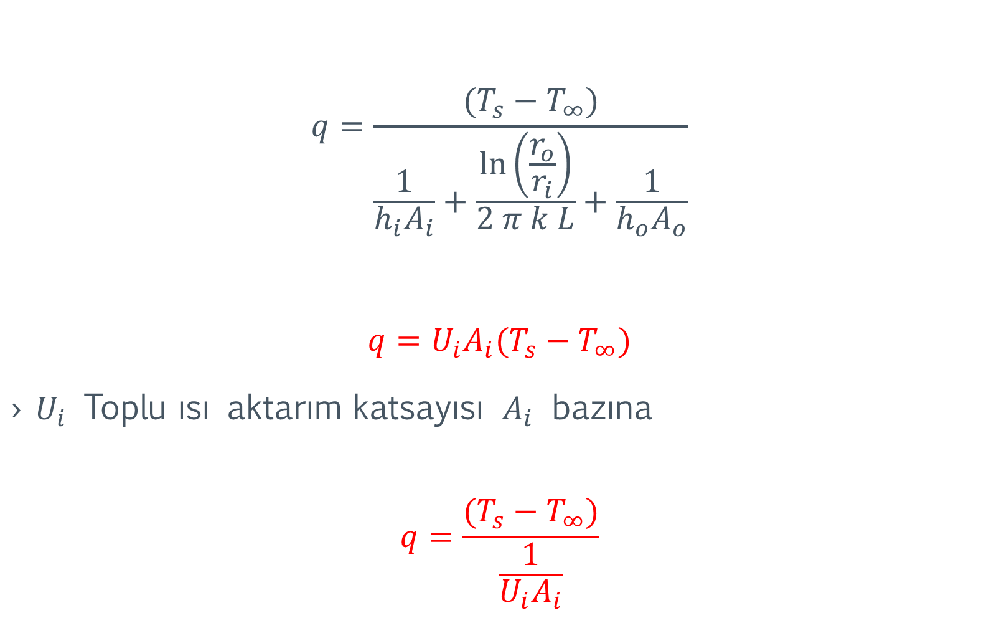 q = (T_s − T_∞) / (1/(h_i A_i) + ln(r_o/r_i)/(2 π k L) + 1/(h_o A_o))
q = U_i A_i (T_s − T_∞)
› U_i Toplu ısı aktarım katsayısı A_i bazına
q = (T_s − T_∞) / (1/(U_i A_i))